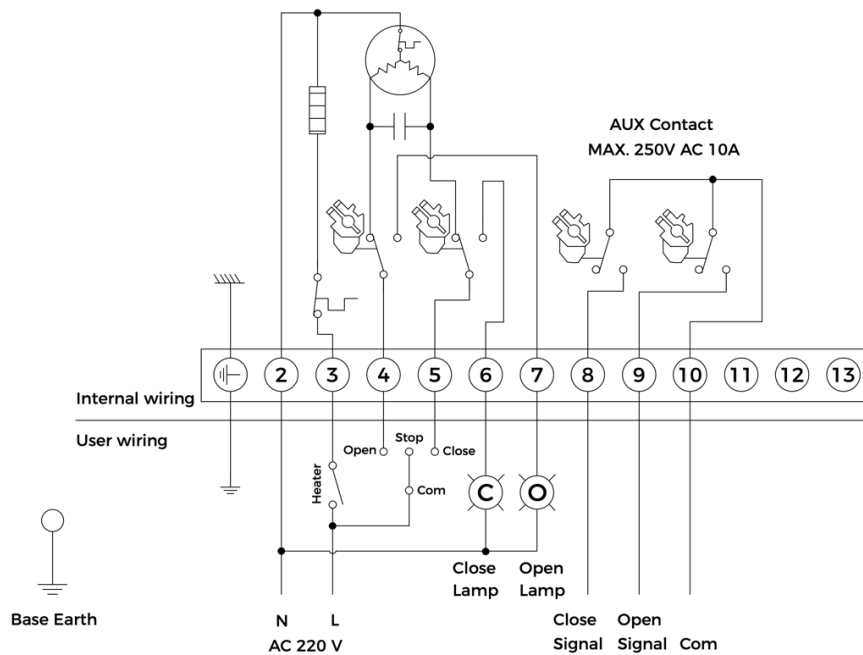 AUX Contact
MAX. 250V AC 10A
2 3 4 5 6 7 8 9 10 11 12 13
Internal wiring
User wiring
Open
Stop
Close
Heater
Com
C
O
Close
Lamp
Open
Lamp
Base Earth
N
L
AC 220 V
Close
Signal
Open
Signal
Com